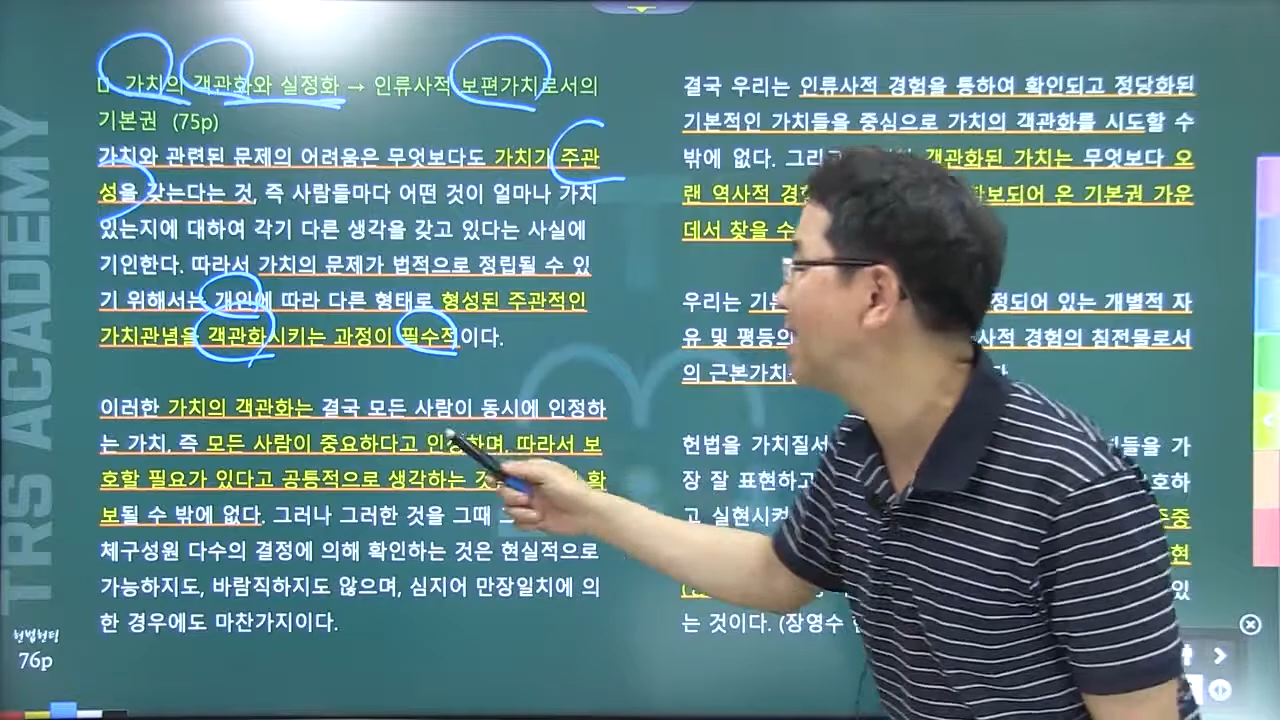 가치의 객관화와 실정화 → 인류사적 보편가치로서의
기본권 (75p)
가치와 관련된 문제의 어려움은 무엇보다도 가치가 주관
성을 갖는다는 것, 즉 사람들마다 어떤 것이 얼마나 가치
있는지에 대하여 각기 다른 생각을 갖고 있다는 사실에
기인한다. 따라서 가치의 문제가 법적으로 정립될 수 있
기 위해서는 개인에 따라 다른 형태로 형성된 주관적인
가치관념을 객관화시키는 과정이 필수적이다.
이러한 가치의 객관화는 결국 모든 사람이 동시에 인정하
는 가치, 즉 모든 사람이 중요하다고 인정하며, 따라서 보
호할 필요가 있다고 공통적으로 생각하는 확
보될 수 밖에 없다. 그러나 그러한 것을 그때
체구성원 다수의 결정에 의해 확인하는 것은 현실적으로
가능하지도, 바람직하지도 않으며, 심지어 만장일치에 의
한 경우에도 마찬가지이다.
결국 우리는 인류사적 경험을 통하여 확인되고 정당화된
기본적인 가치들을 중심으로 가치의 객관화를 시도할 수
밖에 없다. 객관화된 가치는 무엇보다 오
랜 역사적 확보되어 온 기본권 가운
데서 찾을 수
우리는 정되어 있는 개별적 자
유 및 평등의 사적 경험의 침전물로서
의 근본가치
헌법을 가치질서 들을 가
장 잘 표현하고 호하
고 실현시켜
현
있
는 것이다. (장영수
TRS ACADEMY
헌법헌팅
76p